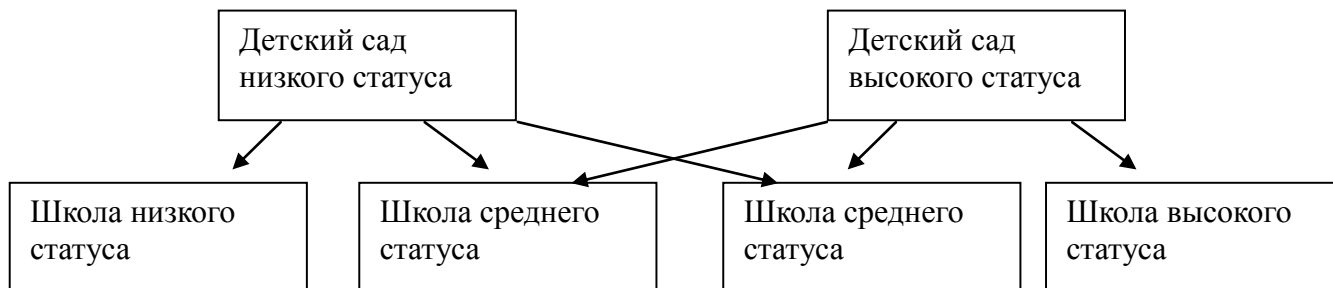 Детский сад
низкого статуса
Детский сад
высокого статуса
Школа низкого
статуса
Школа среднего
статуса
Школа среднего
статуса
Школа высокого
статуса